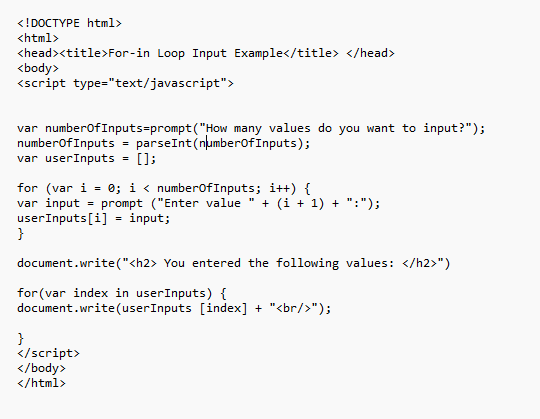 <!DOCTYPE html>
<html>
<head><title>For-in Loop Input Example</title> </head>
<body>
<script type="text/javascript">
var numberOfInputs=prompt("How many values do you want to input?");
numberOfInputs = parseInt(numberOfInputs);
var userInputs = [];
for (var i = 0; i < numberOfInputs; i++) {
var input = prompt ("Enter value " + (i + 1) + ":");
userInputs[i] = input;
}
document.write("<h2> You entered the following values: </h2>")
for(var index in userInputs) {
document.write(userInputs [index] + "<br/>");
}
</script>
</body>
</html>